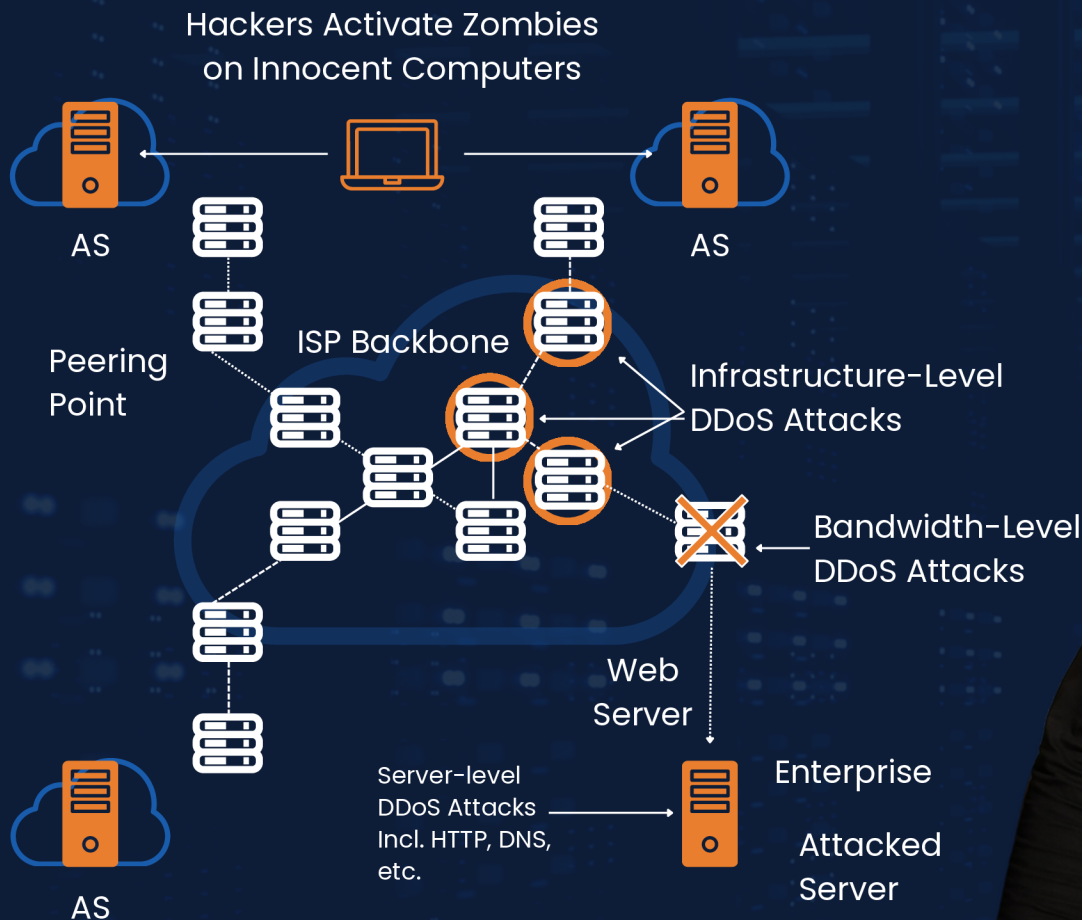 Hackers Activate Zombies
on Innocent Computers
AS
AS
ISP Backbone
Peering
Point
Infrastructure-Level
DDoS Attacks
Bandwidth-Level
DDoS Attacks
Web
Server
Server-level
DDoS Attacks
Incl. HTTP, DNS,
etc.
Enterprise
Attacked
Server
AS